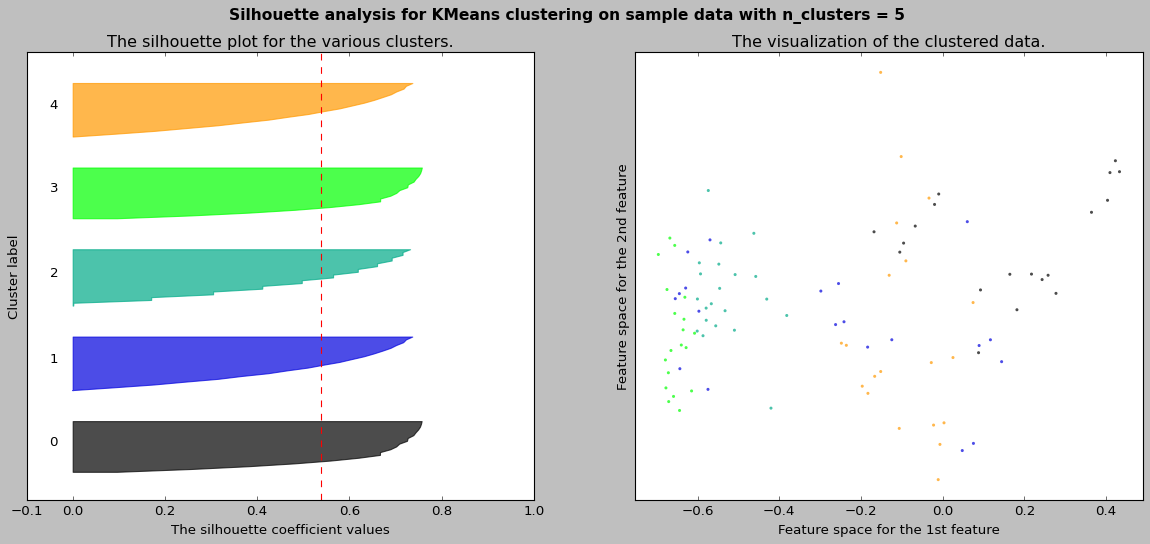 Silhouette analysis for KMeans clustering on sample data with n_clusters = 5
The silhouette plot for the various clusters.
Cluster label
4
3
2
1
0
−0.1 0.0 0.2 0.4 0.6 0.8 1.0
The silhouette coefficient values
The visualization of the clustered data.
Feature space for the 2nd feature
−0.6 −0.4 −0.2 0.0 0.2 0.4
Feature space for the 1st feature